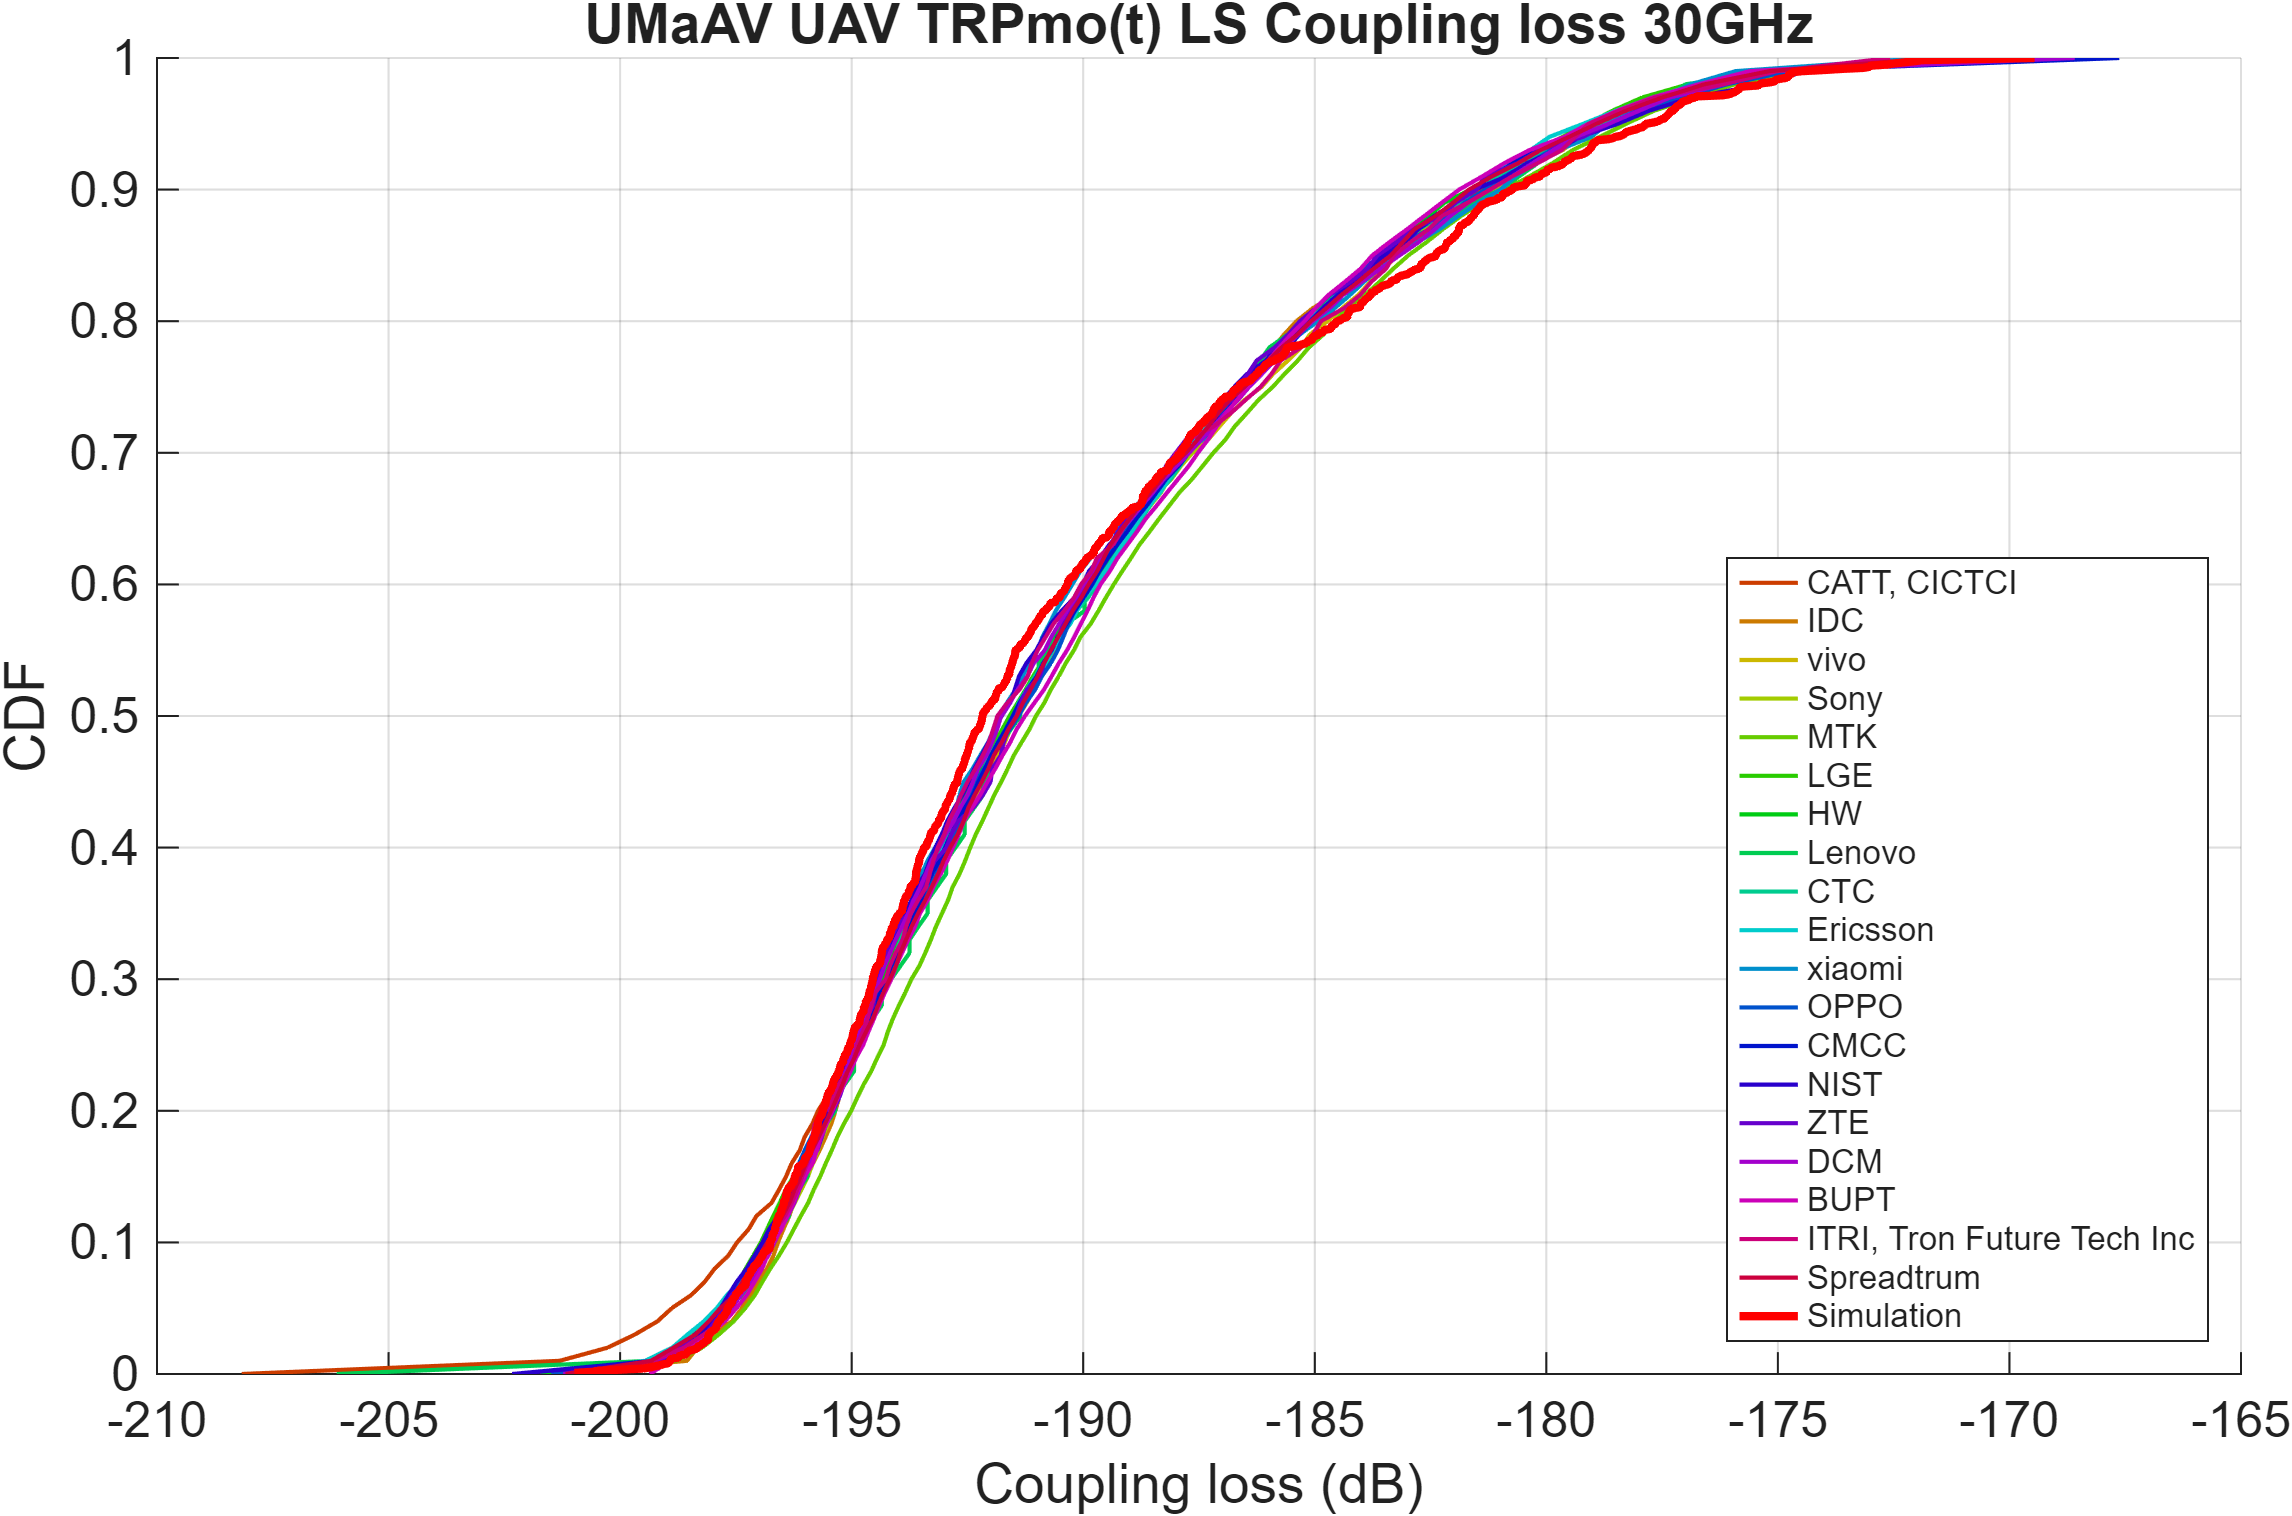 UMaAV UAV TRPmo(t) LS Coupling loss 30GHz
1
0.9
0.8
0.7
0.6
0.5
0.4
0.3
0.2
0.1
0
CDF
CATT, CICTCI
IDC
vivo
Sony
MTK
LGE
HW
Lenovo
CTC
Ericsson
xiaomi
OPPO
CMCC
NIST
ZTE
DCM
BUPT
ITRI, Tron Future Tech Inc
Spreadtrum
Simulation
-210 -205 -200 -195 -190 -185 -180 -175 -170 -165
Coupling loss (dB)